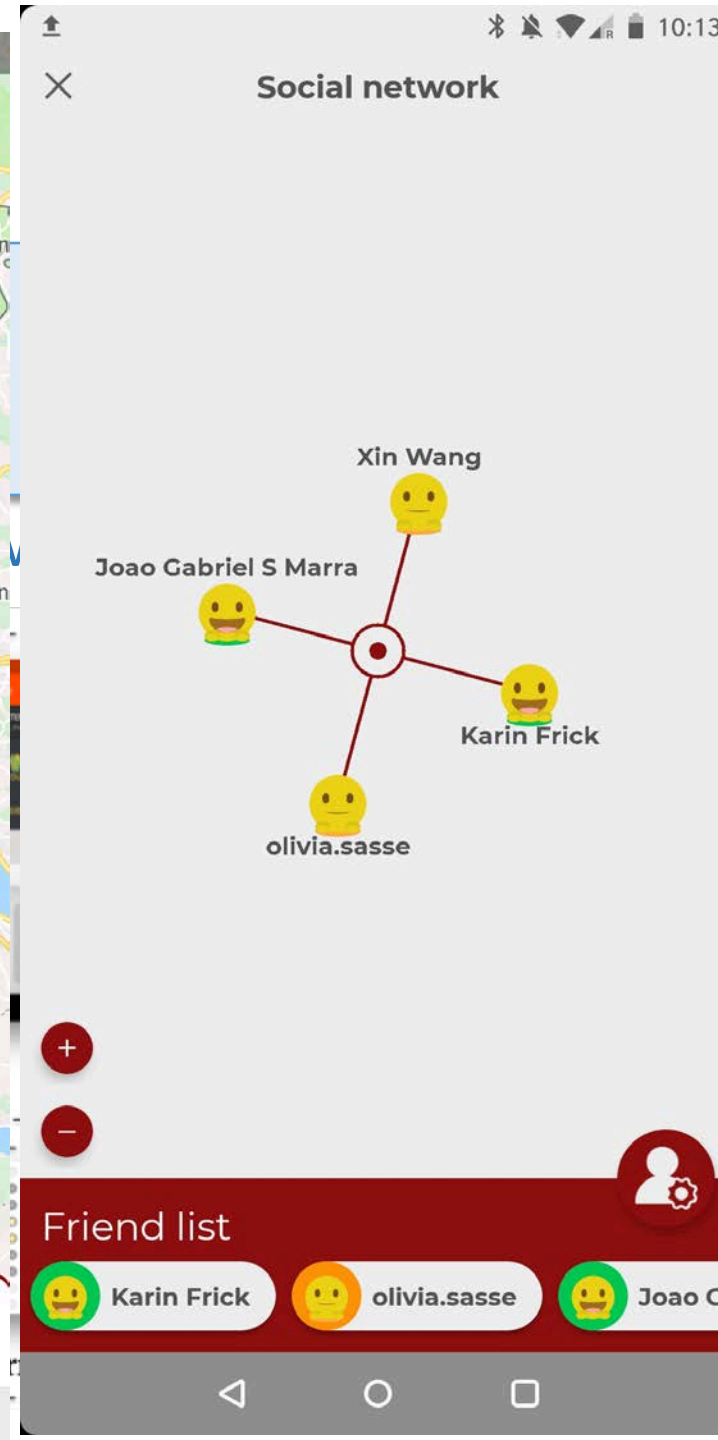 10:13
Social network
Xin Wang
Joao Gabriel S Marra
Karin Frick
olivia.sasse
+
−
Friend list
Karin Frick
olivia.sasse
Joao